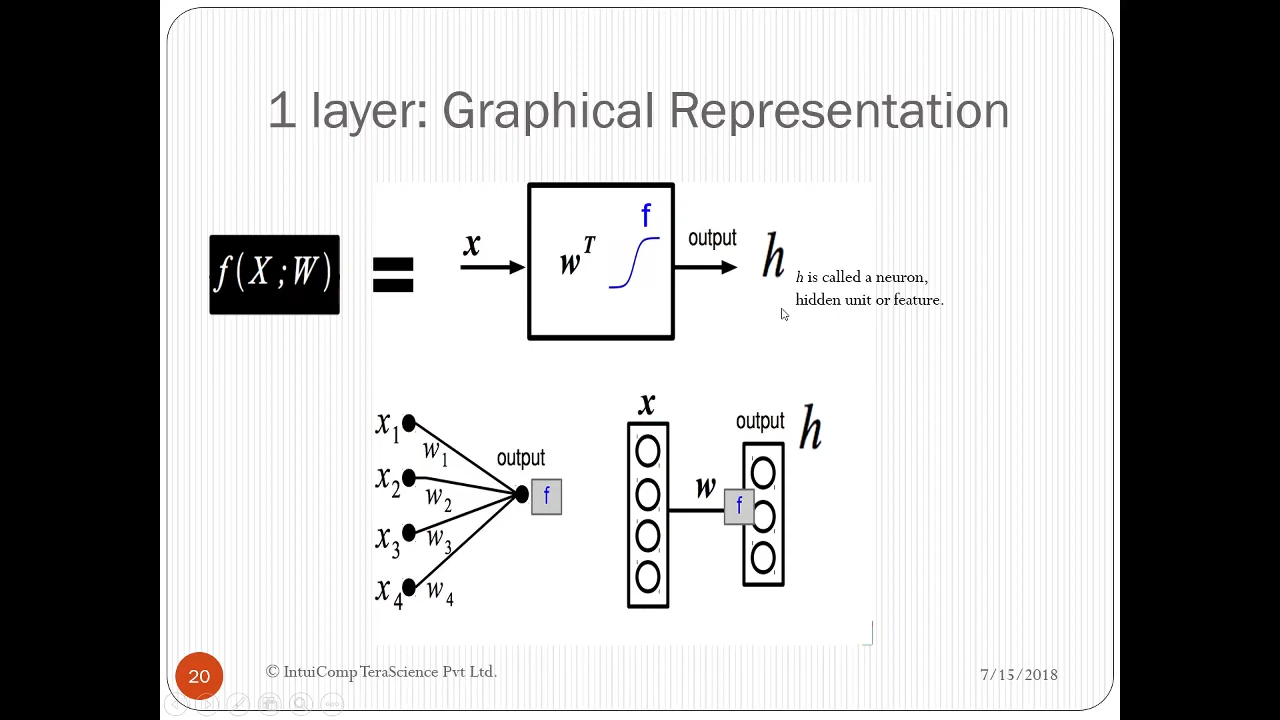 1 layer: Graphical Representation
f(X;W)
=
x
w^T
f
output
h
h is called a neuron,
hidden unit or feature.
x1
w1
x2
w2
x3
w3
x4
w4
output
f
x
w
f
output
h
20
© IntuiComp TeraScience Pvt Ltd.
7/15/2018